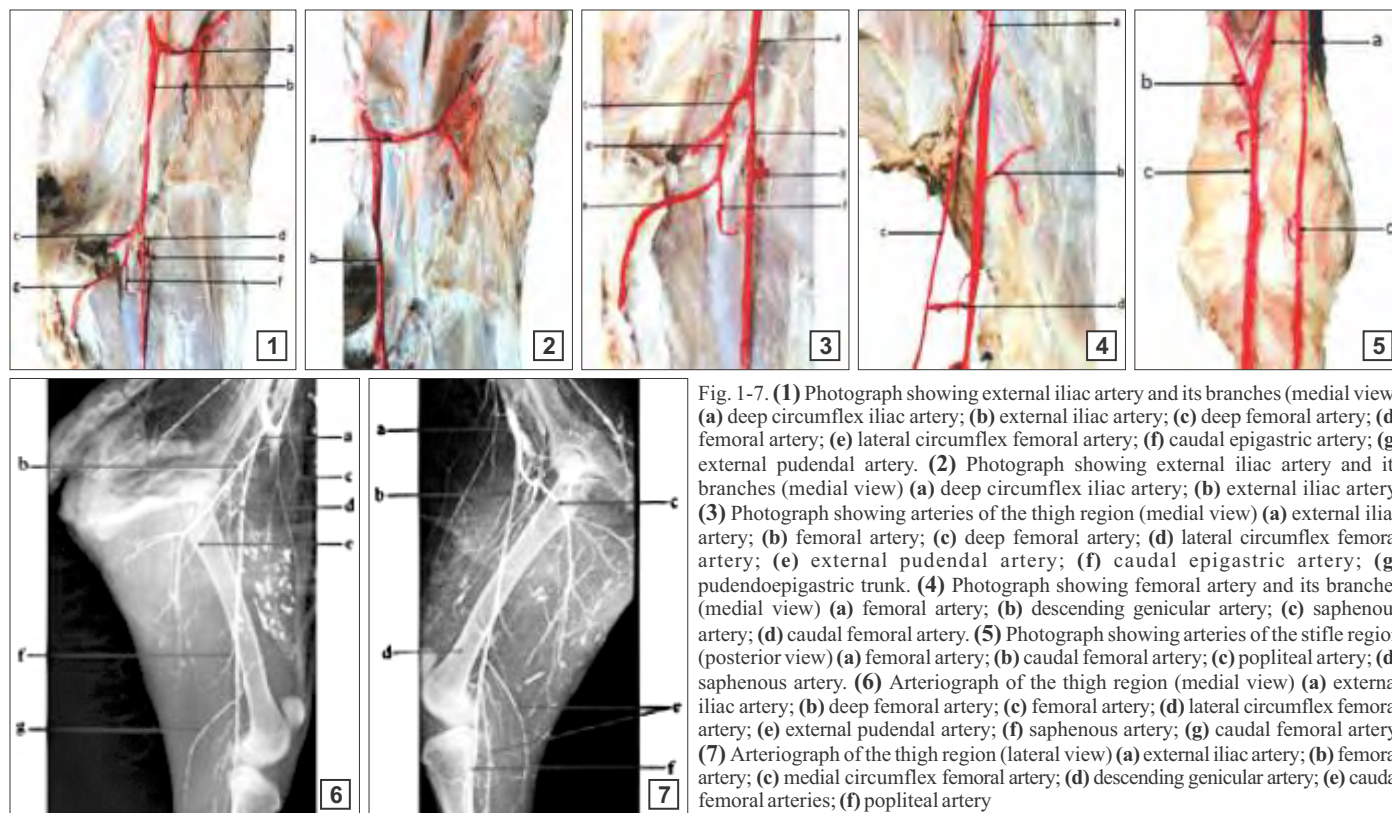 a
b
c
d
e
f
g
1
a
b
2
a
c
b
d
f
3
a
b
c
d
4
a
b
c
5
a
b
c
d
e
f
g
6
a
b
c
d
e
f
7
Fig. 1-7. (1) Photograph showing external iliac artery and its branches (medial view
(a) deep circumflex iliac artery; (b) external iliac artery; (c) deep femoral artery; (d
femoral artery; (e) lateral circumflex femoral artery; (f) caudal epigastric artery; (g
external pudendal artery. (2) Photograph showing external iliac artery and it
branches (medial view) (a) deep circumflex iliac artery; (b) external iliac artery
(3) Photograph showing arteries of the thigh region (medial view) (a) external ilia
artery; (b) femoral artery; (c) deep femoral artery; (d) lateral circumflex femora
artery; (e) external pudendal artery; (f) caudal epigastric artery; (g
pudendoepigastric trunk. (4) Photograph showing femoral artery and its branche
(medial view) (a) femoral artery; (b) descending genicular artery; (c) saphenou
artery; (d) caudal femoral artery. (5) Photograph showing arteries of the stifle region
(posterior view) (a) femoral artery; (b) caudal femoral artery; (c) popliteal artery; (d
saphenous artery. (6) Arteriograph of the thigh region (medial view) (a) externa
iliac artery; (b) deep femoral artery; (c) femoral artery; (d) lateral circumflex femora
artery; (e) external pudendal artery; (f) saphenous artery; (g) caudal femoral artery
(7) Arteriograph of the thigh region (lateral view) (a) external iliac artery; (b) femora
artery; (c) medial circumflex femoral artery; (d) descending genicular artery; (e) cauda
femoral arteries; (f) popliteal artery